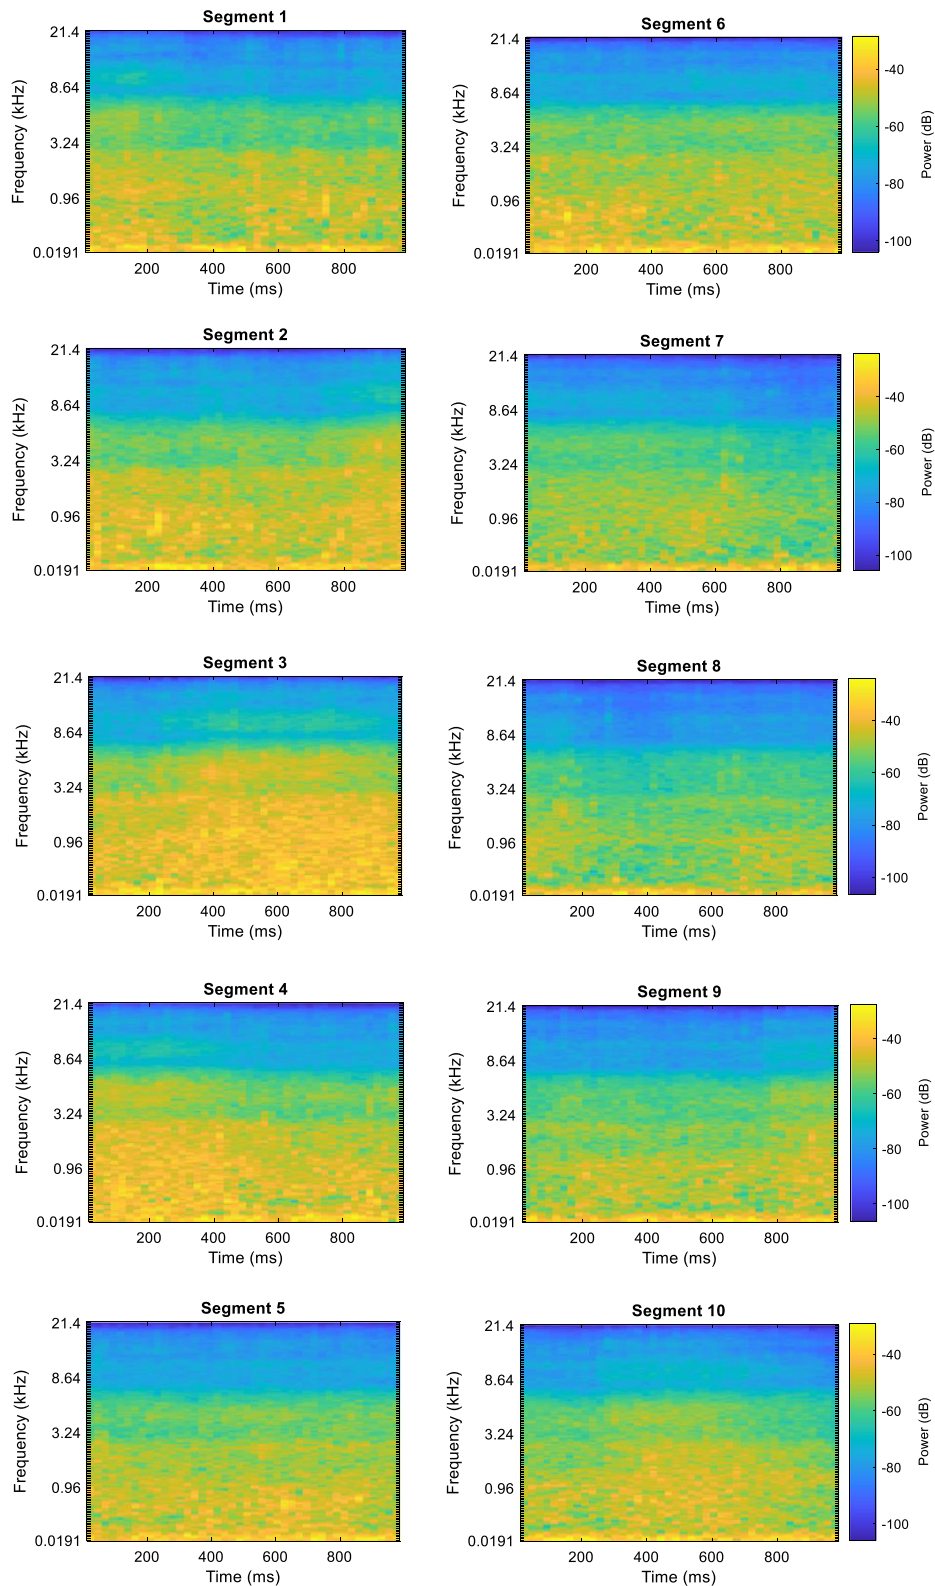 Segment 1
21.4
8.64
3.24
0.96
0.0191
Frequency (kHz)
200 400 600 800
Time (ms)
Segment 6
21.4
8.64
3.24
0.96
0.0191
Frequency (kHz)
200 400 600 800
Time (ms)
-40
-60
-80
-100
Power (dB)
Segment 2
21.4
8.64
3.24
0.96
0.0191
Frequency (kHz)
200 400 600 800
Time (ms)
Segment 7
21.4
8.64
3.24
0.96
0.0191
Frequency (kHz)
200 400 600 800
Time (ms)
-40
-60
-80
-100
Power (dB)
Segment 3
21.4
8.64
3.24
0.96
0.0191
Frequency (kHz)
200 400 600 800
Time (ms)
Segment 8
21.4
8.64
3.24
0.96
0.0191
Frequency (kHz)
200 400 600 800
Time (ms)
-40
-60
-80
-100
Power (dB)
Segment 4
21.4
8.64
3.24
0.96
0.0191
Frequency (kHz)
200 400 600 800
Time (ms)
Segment 9
21.4
8.64
3.24
0.96
0.0191
Frequency (kHz)
200 400 600 800
Time (ms)
-40
-60
-80
-100
Power (dB)
Segment 5
21.4
8.64
3.24
0.96
0.0191
Frequency (kHz)
200 400 600 800
Time (ms)
Segment 10
21.4
8.64
3.24
0.96
0.0191
Frequency (kHz)
200 400 600 800
Time (ms)
-40
-60
-80
-100
Power (dB)